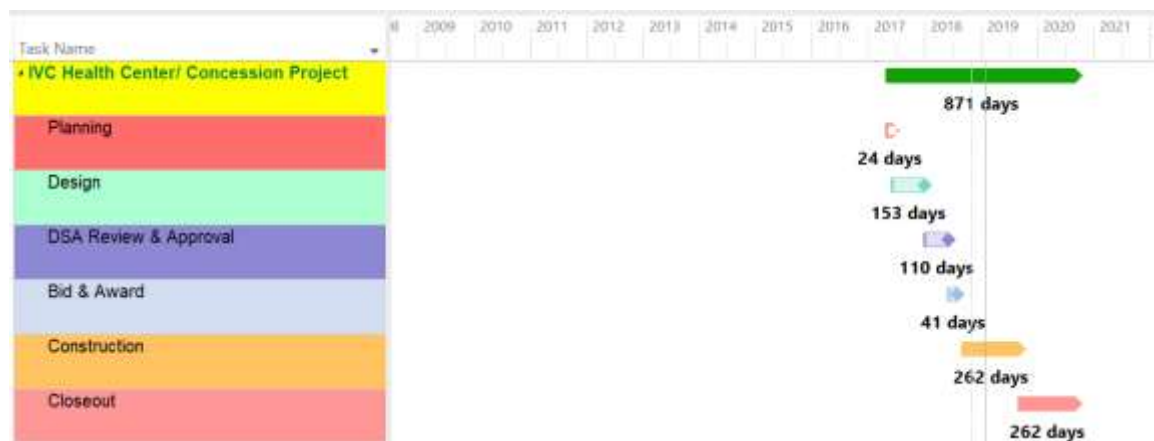 Task Name
2009 2010 2011 2012 2013 2014 2015 2016 2017 2018 2019 2020 2021
IVC Health Center/ Concession Project
871 days
Planning
24 days
Design
153 days
DSA Review & Approval
110 days
Bid & Award
41 days
Construction
262 days
Closeout
262 days